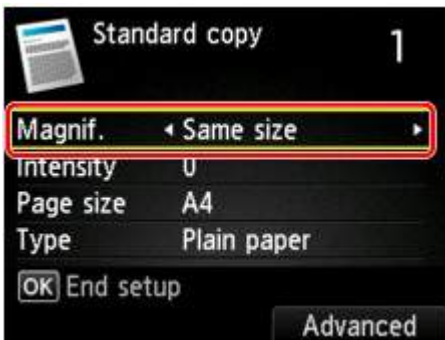 Standard copy
1
Magnif. Same size
Intensity 0
Page size A4
Type Plain paper
OK End setup
Advanced